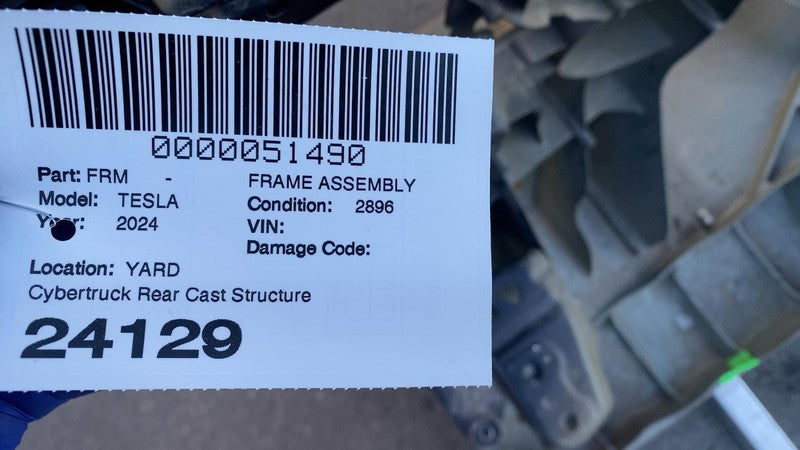 0000051490
Part: FRM - FRAME ASSEMBLY
Model: TESLA Condition: 2896
Year: 2024 VIN:
Damage Code:
Location: YARD
Cybertruck Rear Cast Structure
24129